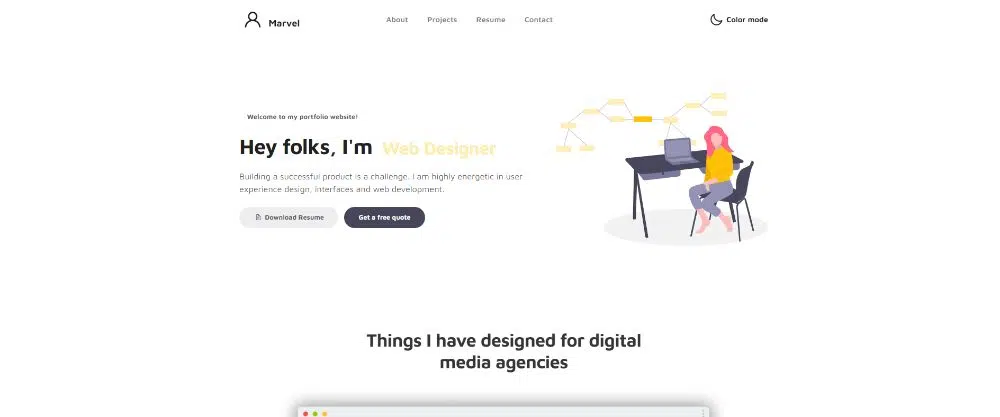 Marvel
About
Projects
Resume
Contact
Color mode
Welcome to my portfolio website!
Hey folks, I'm Web Designer
Building a successful product is a challenge. I am highly energetic in user
experience design, interfaces and web development.
Download Resume
Get a free quote
Things I have designed for digital
media agencies